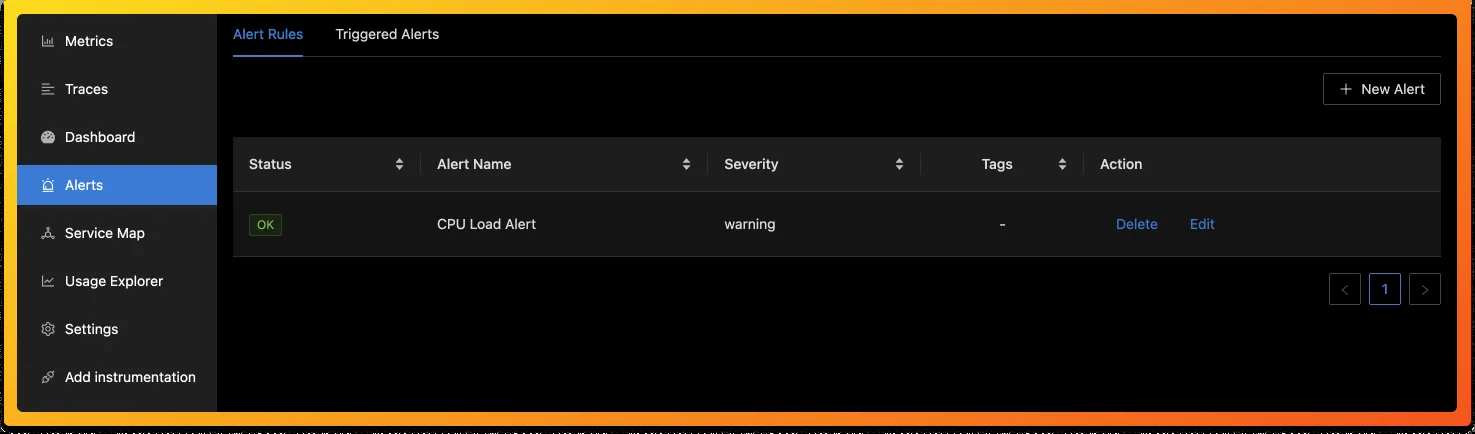 Metrics
Traces
Dashboard
Alerts
Service Map
Usage Explorer
Settings
Add instrumentation
Alert Rules Triggered Alerts
+ New Alert
Status Alert Name Severity Tags Action
OK CPU Load Alert warning - Delete Edit
< 1 >